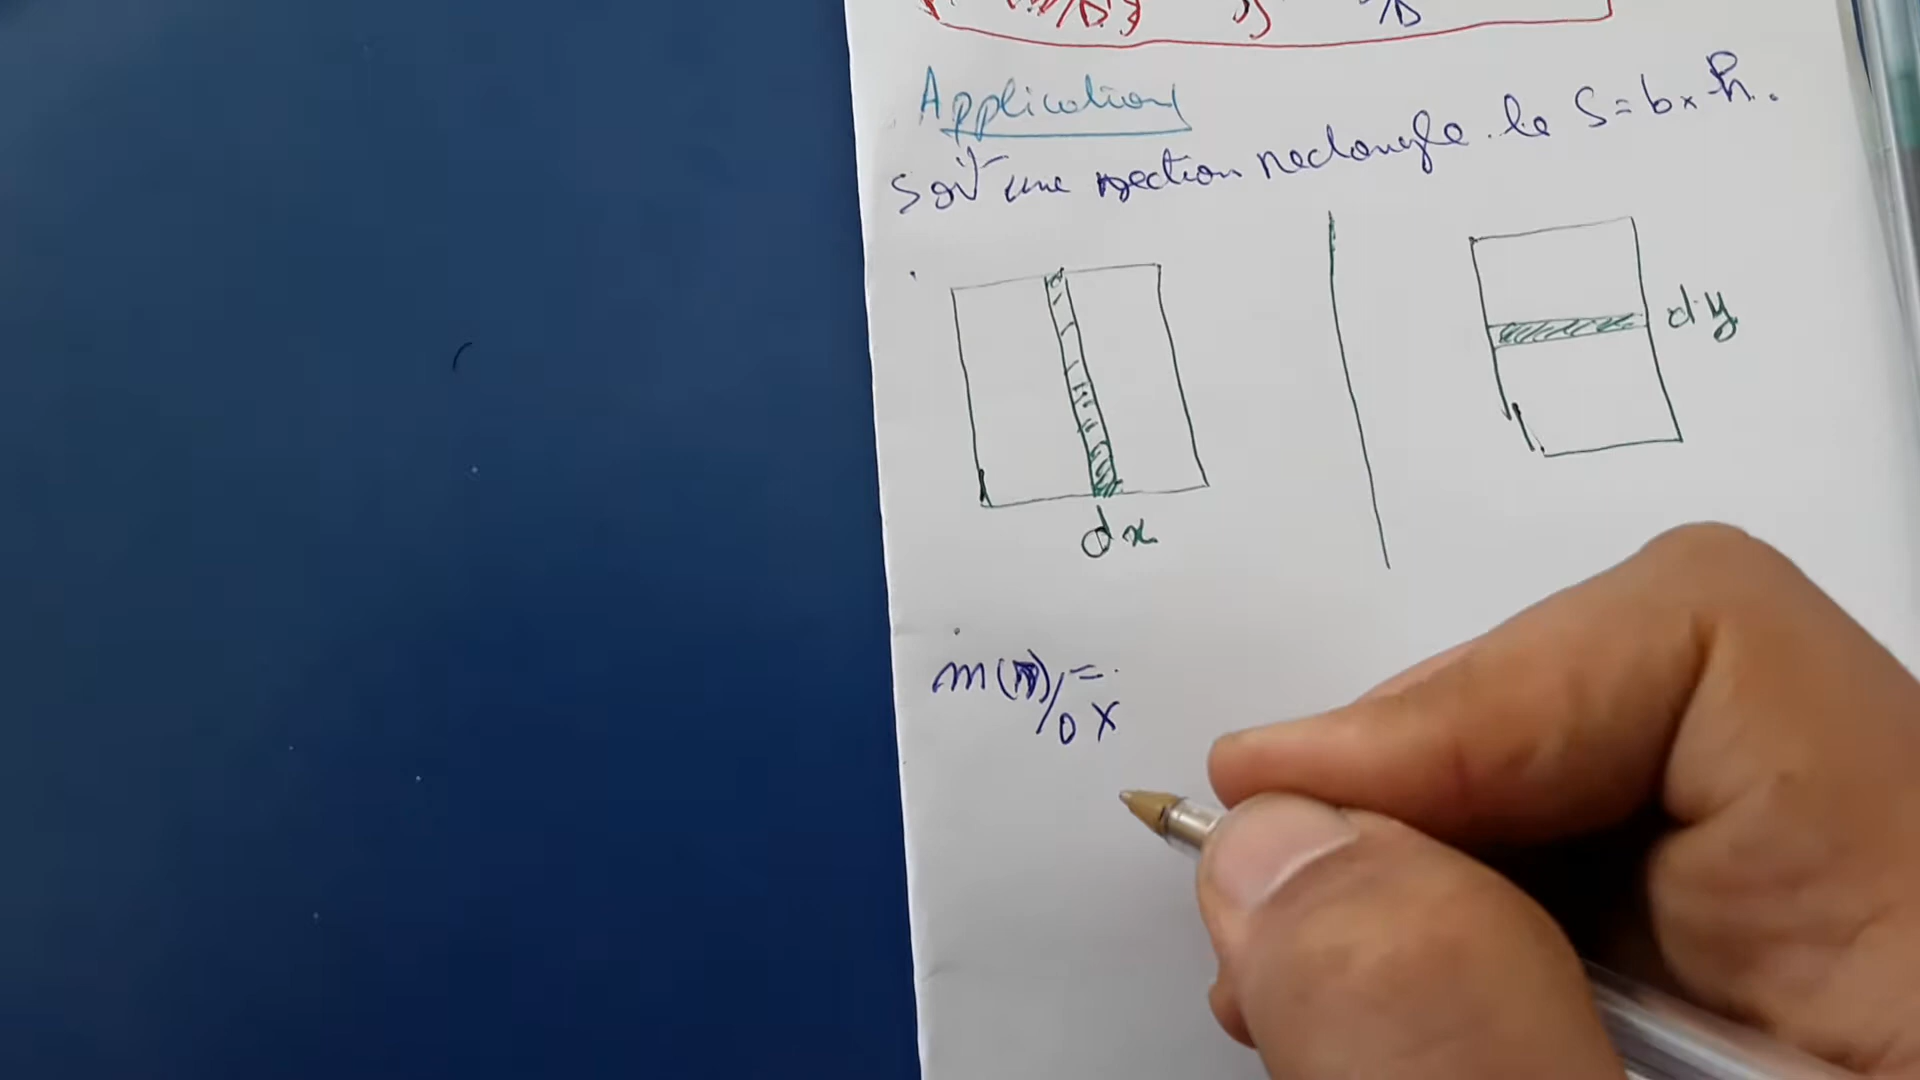 Application
Soit une section rectangle. de S = b x h.
dy
dx
m( )/ox =